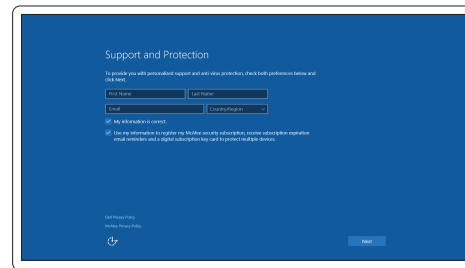 Support and Protection
To provide you with personalized support and anti-virus protection, check both preferences below and
click Next.
First Name
Last Name
Email
Country/Region
My information is correct.
Use my information to register my McAfee security subscription, receive subscription expiration
email reminders and a digital subscription key card to protect multiple devices.
Dell Privacy Policy
McAfee Privacy Policy
Next